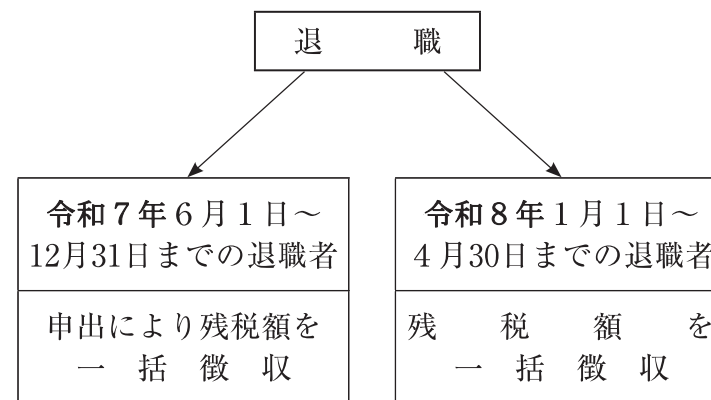 退職
令和7年6月1日～
12月31日までの退職者
申出により残税額を
一括徴収
令和8年1月1日～
4月30日までの退職者
残税額を
一括徴収